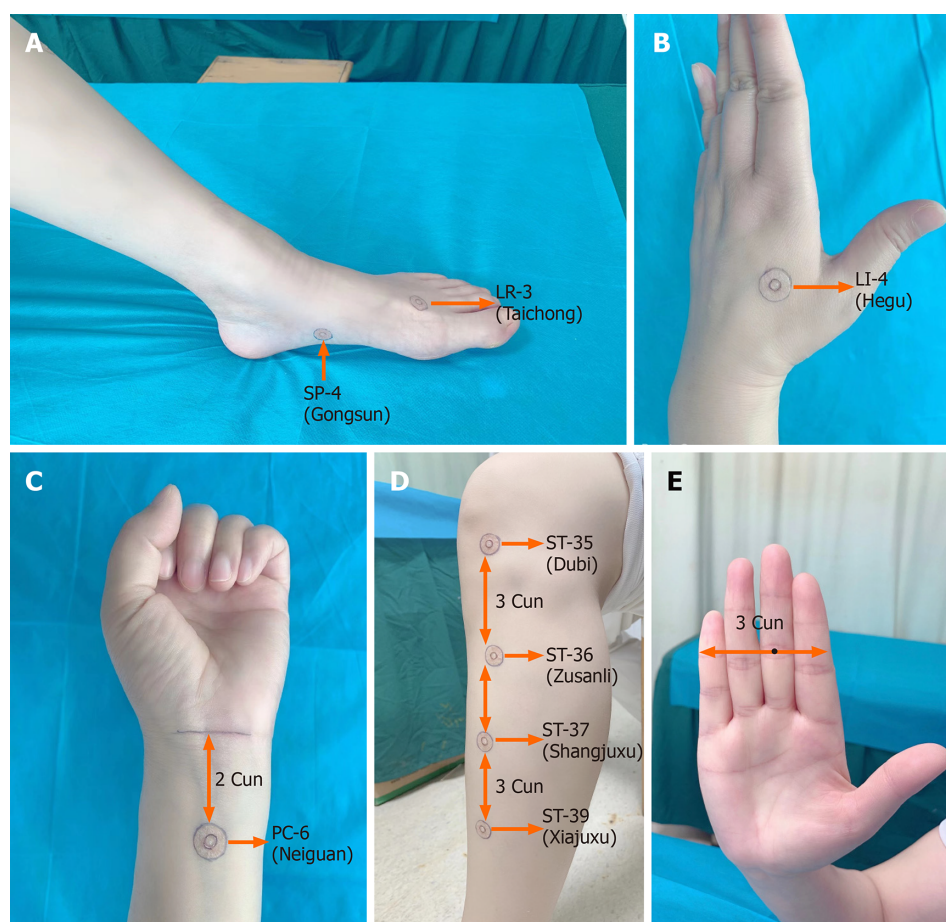 A
LR-3
(Taichong)
SP-4
(Gongsun)
B
LI-4
(Hegu)
C
2 Cun
PC-6
(Neiguan)
D
ST-35
(Dubi)
3 Cun
ST-36
(Zusanli)
ST-37
(Shangjuxu)
3 Cun
ST-39
(Xiajuxu)
E
3 Cun